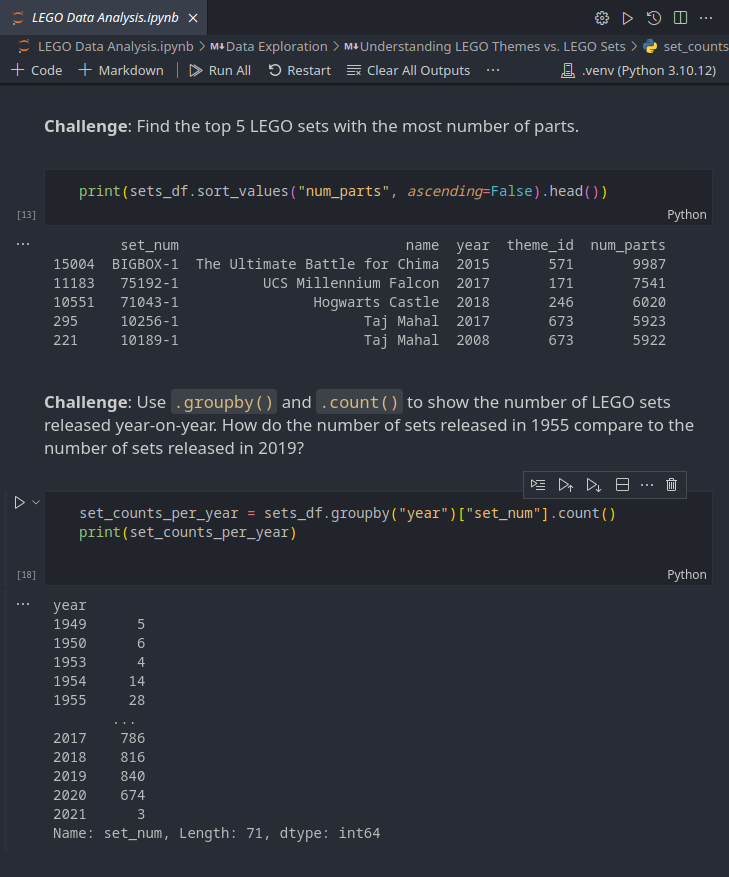 LEGO Data Analysis.ipynb ×
LEGO Data Analysis.ipynb > M↓Data Exploration > M↓Understanding LEGO Themes vs. LEGO Sets > set_counts
+ Code + Markdown | Run All Restart Clear All Outputs ··· .venv (Python 3.10.12)
Challenge: Find the top 5 LEGO sets with the most number of parts.
print(sets_df.sort_values("num_parts", ascending=False).head())
[13] Python
··· set_num name year theme_id num_parts
15004 BIGBOX-1 The Ultimate Battle for Chima 2015 571 9987
11183 75192-1 UCS Millennium Falcon 2017 171 7541
10551 71043-1 Hogwarts Castle 2018 246 6020
295 10256-1 Taj Mahal 2017 673 5923
221 10189-1 Taj Mahal 2008 673 5922
Challenge: Use .groupby() and .count() to show the number of LEGO sets
released year-on-year. How do the number of sets released in 1955 compare to the
number of sets released in 2019?
set_counts_per_year = sets_df.groupby("year")["set_num"].count()
print(set_counts_per_year)
[18] Python
··· year
1949 5
1950 6
1953 4
1954 14
1955 28
...
2017 786
2018 816
2019 840
2020 674
2021 3
Name: set_num, Length: 71, dtype: int64